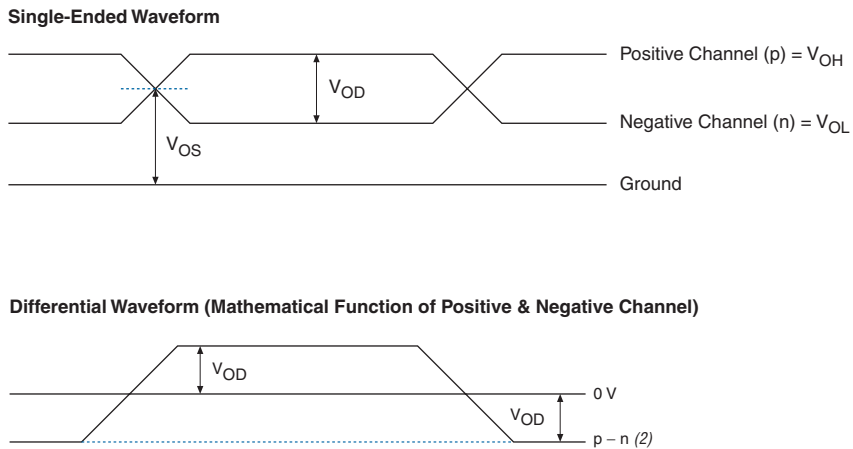 Single-Ended Waveform
Positive Channel (p) = VOH
VOD
Negative Channel (n) = VOL
VOS
Ground
Differential Waveform (Mathematical Function of Positive & Negative Channel)
VOD
0 V
VOD
p – n (2)